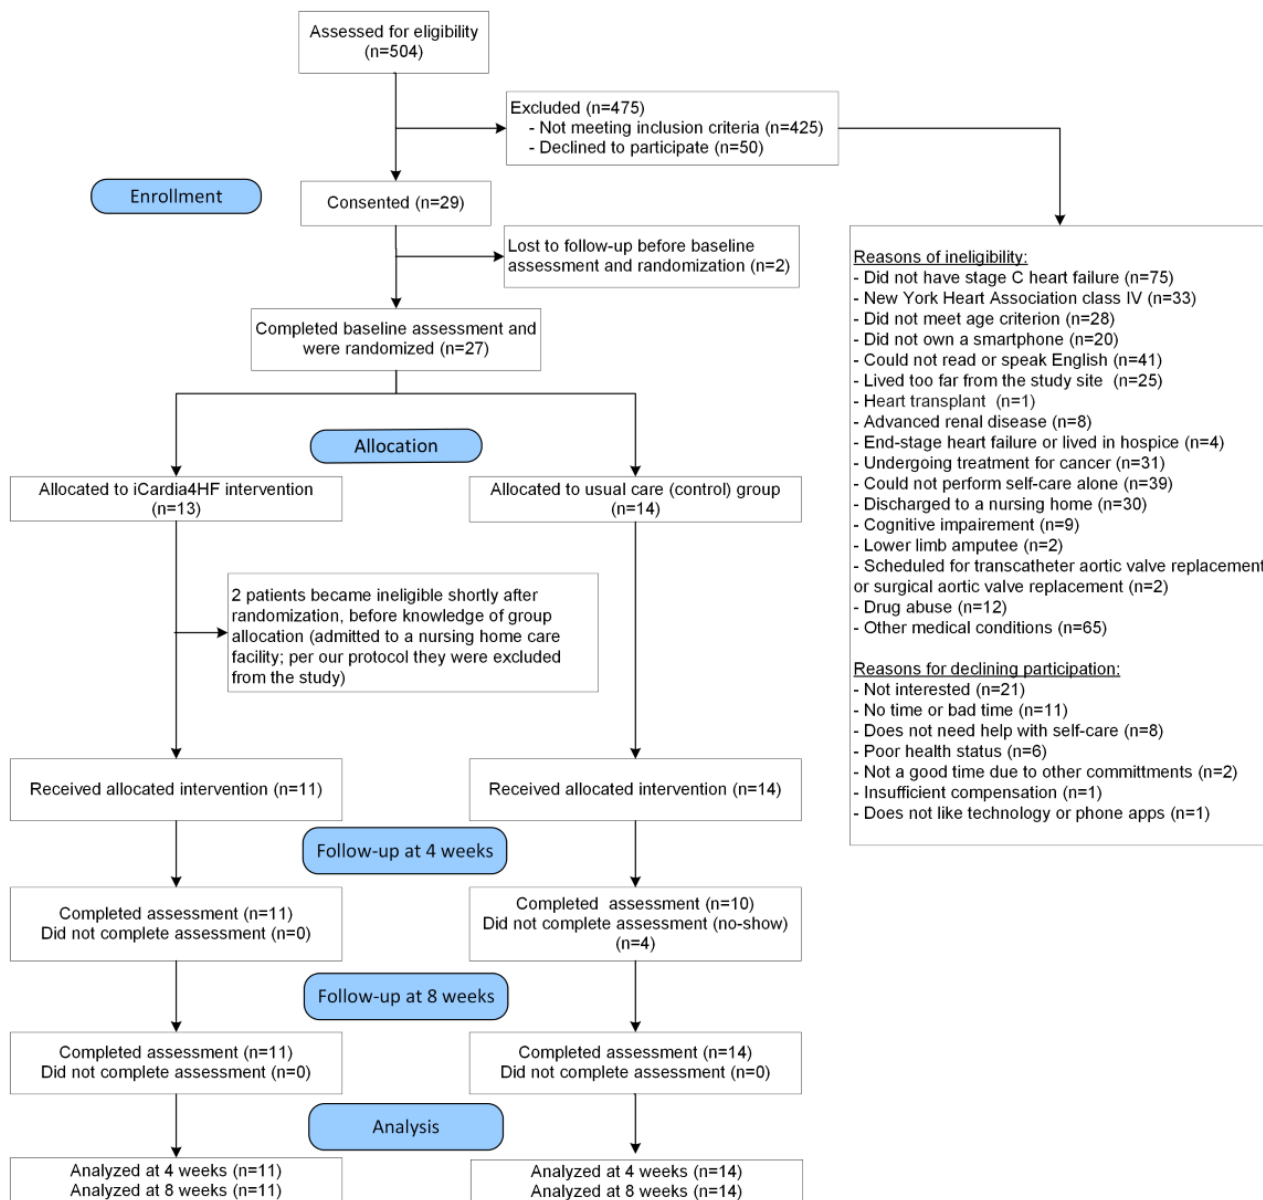 Assessed for eligibility
(n=504)
Excluded (n=475)
- Not meeting inclusion criteria (n=425)
- Declined to participate (n=50)
Enrollment
Consented (n=29)
Lost to follow-up before baseline
assessment and randomization (n=2)
Completed baseline assessment and
were randomized (n=27)
Reasons of ineligibility:
- Did not have stage C heart failure (n=75)
- New York Heart Association class IV (n=33)
- Did not meet age criterion (n=28)
- Did not own a smartphone (n=20)
- Could not read or speak English (n=41)
- Lived too far from the study site (n=25)
- Heart transplant (n=1)
- Advanced renal disease (n=8)
- End-stage heart failure or lived in hospice (n=4)
- Undergoing treatment for cancer (n=31)
- Could not perform self-care alone (n=39)
- Discharged to a nursing home (n=30)
- Cognitive impairement (n=9)
- Lower limb amputee (n=2)
- Scheduled for transcatheter aortic valve replacement
or surgical aortic valve replacement (n=2)
- Drug abuse (n=12)
- Other medical conditions (n=65)
Reasons for declining participation:
- Not interested (n=21)
- No time or bad time (n=11)
- Does not need help with self-care (n=8)
- Poor health status (n=6)
- Not a good time due to other committments (n=2)
- Insufficient compensation (n=1)
- Does not like technology or phone apps (n=1)
Allocation
Allocated to iCardia4HF intervention
(n=13)
Allocated to usual care (control) group
(n=14)
2 patients became ineligible shortly after
randomization, before knowledge of group
allocation (admitted to a nursing home care
facility; per our protocol they were excluded
from the study)
Received allocated intervention (n=11)
Received allocated intervention (n=14)
Follow-up at 4 weeks
Completed assessment (n=11)
Did not complete assessment (n=0)
Completed assessment (n=10)
Did not complete assessment (no-show)
(n=4)
Follow-up at 8 weeks
Completed assessment (n=11)
Did not complete assessment (n=0)
Completed assessment (n=14)
Did not complete assessment (n=0)
Analysis
Analyzed at 4 weeks (n=11)
Analyzed at 8 weeks (n=11)
Analyzed at 4 weeks (n=14)
Analyzed at 8 weeks (n=14)